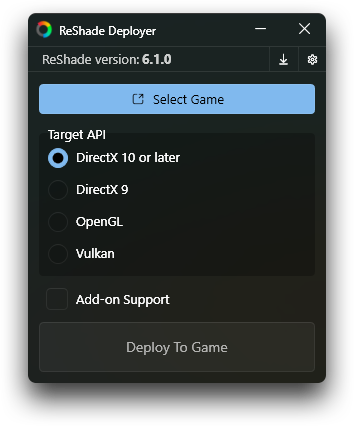 ReShade Deployer
ReShade version: 6.1.0
Select Game
Target API
DirectX 10 or later
DirectX 9
OpenGL
Vulkan
Add-on Support
Deploy To Game